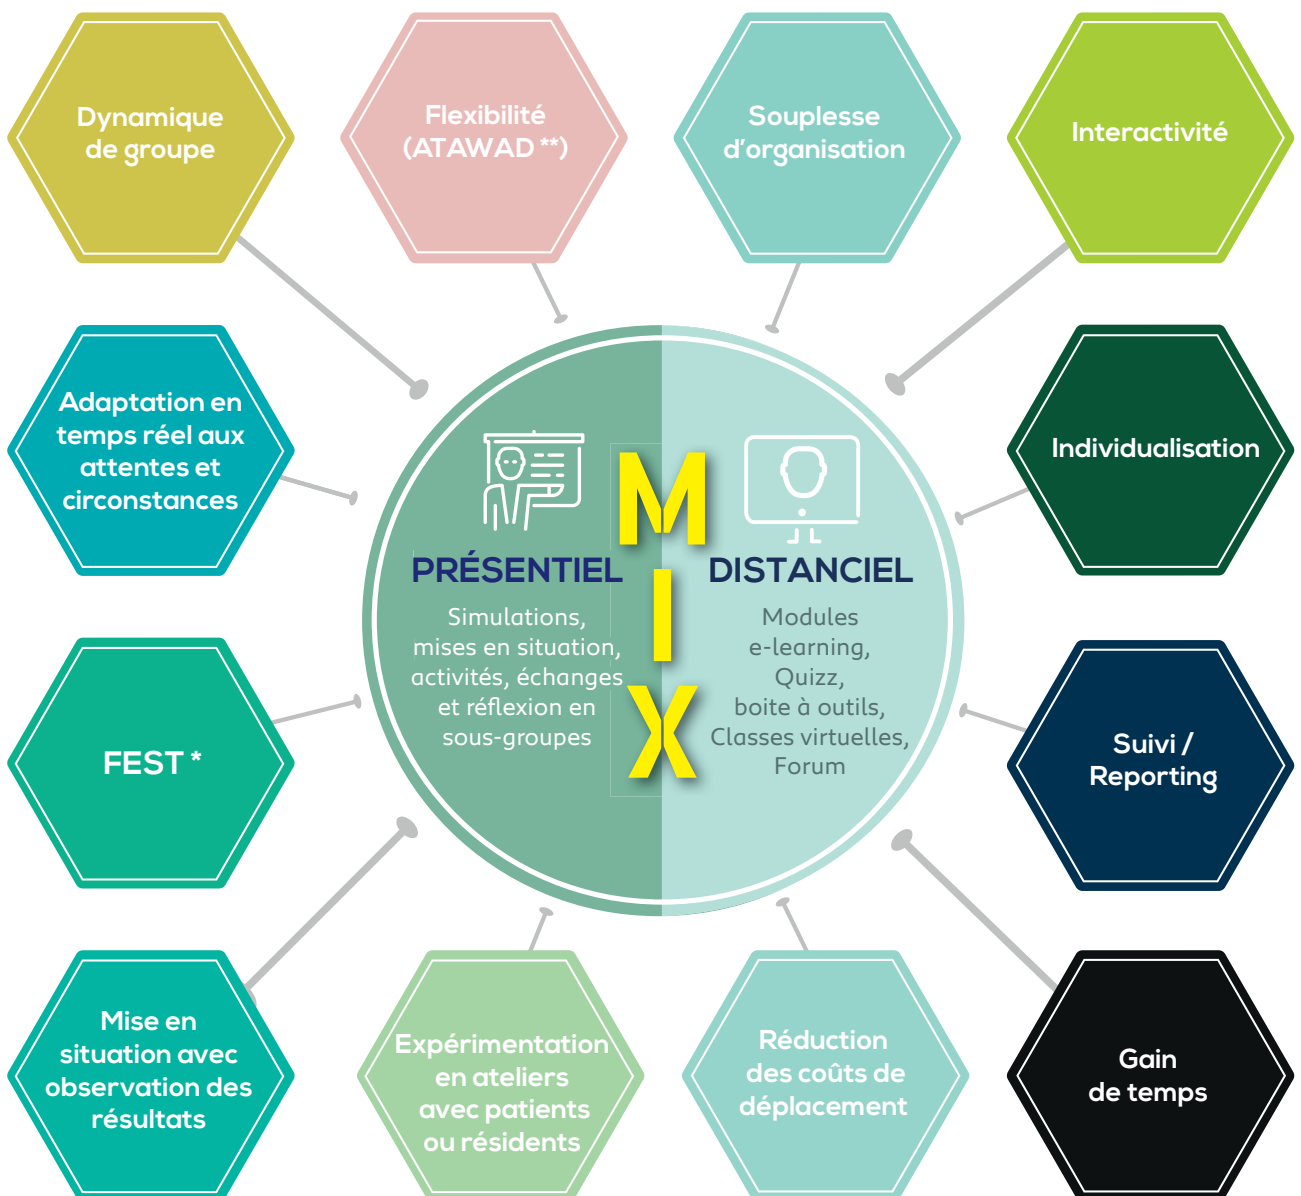 Dynamique
de groupe
Flexibilité
(ATAWAD **)
Souplesse
d'organisation
Interactivité
Adaptation en
temps réel aux
attentes et
circonstances
Individualisation
MIX
PRÉSENTIEL
Simulations,
mises en situation,
activités, échanges
et réflexion en
sous-groupes
DISTANCIEL
Modules
e-learning,
Quizz,
boite à outils,
Classes virtuelles,
Forum
FEST *
Suivi /
Reporting
Mise en
situation avec
observation des
résultats
Expérimentation
en ateliers
avec patients
ou résidents
Réduction
des coûts de
déplacement
Gain
de temps